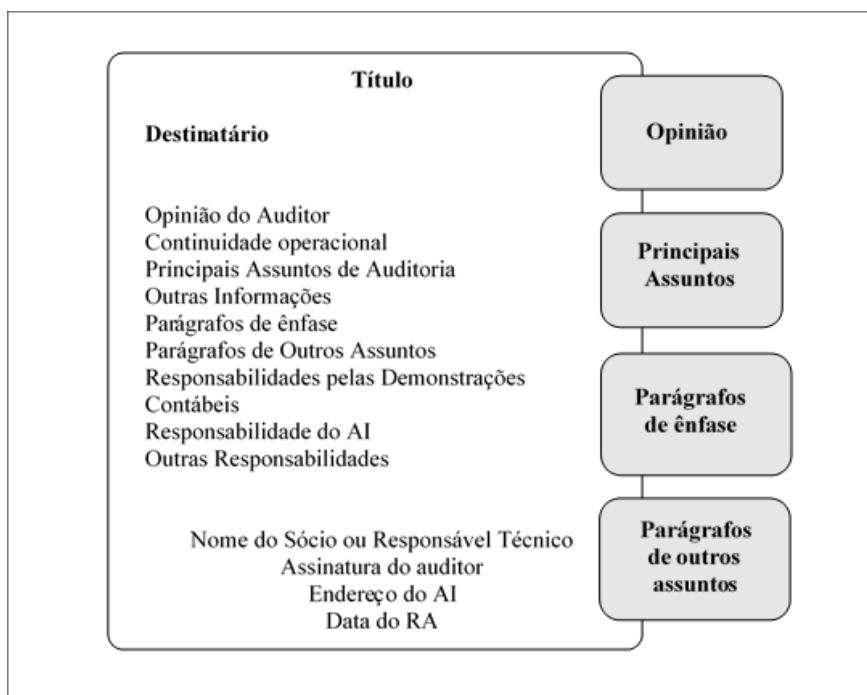 Título
Destinatário
Opinião do Auditor
Continuidade operacional
Principais Assuntos de Auditoria
Outras Informações
Parágrafos de ênfase
Parágrafos de Outros Assuntos
Responsabilidades pelas Demonstrações
Contábeis
Responsabilidade do AI
Outras Responsabilidades
Nome do Sócio ou Responsável Técnico
Assinatura do auditor
Endereço do AI
Data do RA
Opinião
Principais
Assuntos
Parágrafos
de ênfase
Parágrafos
de outros
assuntos